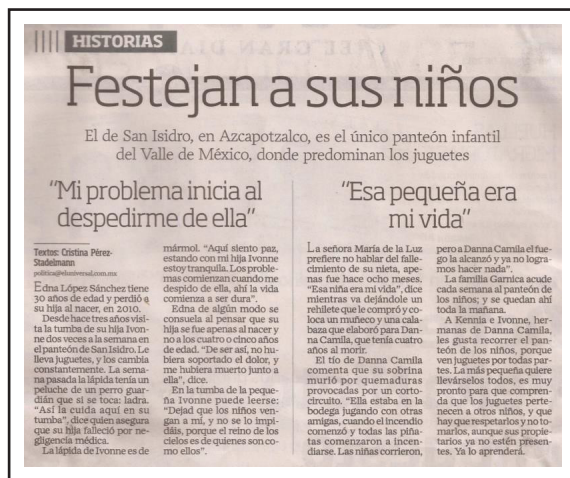 HISTORIAS
Festejan a sus niños
El de San Isidro, en Azcapotzalco, es el único panteón infantil
del Valle de México, donde predominan los juguetes
"Mi problema inicia al
despedirme de ella"
Textos: Cristina Pérez-
Stadelmann
politica@eluniversal.com.mx
Edna López Sánchez tiene
30 años de edad y perdió a
su hija al nacer, en 2010.
Desde hace tres años visi-
ta la tumba de su hija Ivon-
ne dos veces a la semana en
el panteón de San Isidro. Le
lleva juguetes, y los cambia
constantemente. La sema-
na pasada la lápida tenía un
peluche de un perro guar-
dián que si se toca: ladra.
"Así la cuida aquí en su
tumba", dice quien asegura
que su hija falleció por ne-
gligencia médica.
La lápida de Ivonne es de
mármol. "Aquí siento paz,
estando con mi hija Ivonne
estoy tranquila. Los proble-
mas comienzan cuando me
despido de ella, ahí la vida
comienza a ser dura".
Edna de algún modo se
consuela al pensar que su
hija se fue apenas al nacer y
no a los cuatro o cinco años
de edad. "De ser así, no hu-
biera soportado el dolor, y
me hubiera muerto junto a
ella", dice.
En la tumba de la peque-
ña Ivonne puede leerse:
"Dejad que los niños ven-
gan a mí, y no se lo impi-
dáis, porque el reino de los
cielos es de quienes son co-
mo ellos".
"Esa pequeña era
mi vida"
La señora María de la Luz
prefiere no hablar del falle-
cimiento de su nieta, ape-
nas fue hace ocho meses.
"Esa niña era mi vida", dice
mientras va dejándole un
rehilete que le compró y co-
loca un muñeco y una cala-
baza que elaboró para Dan-
na Camila, que tenía cuatro
años al morir.
El tío de Danna Camila
comenta que su sobrina
murió por quemaduras
provocadas por un corto-
circuito. "Ella estaba en la
bodega jugando con otras
amigas, cuando el incendio
comenzó y todas las piña-
tas comenzaron a incen-
diarse. Las niñas corrieron,
pero a Danna Camila el fue-
go la alcanzó y ya no logra-
mos hacer nada".
La familia Garnica acude
cada semana al panteón de
los niños; y se quedan ahí
toda la mañana.
A Kennia e Ivonne, her-
manas de Danna Camila,
les gusta recorrer el pan-
teón de los niños, porque
ven juguetes por todas par-
tes. La más pequeña quiere
llevárselos todos, es muy
pronto para que compren-
da que los juguetes perte-
necen a otros niños, y que
hay que respetarlos y no to-
marlos, aunque sus propie-
tarios ya no estén presen-
tes. Ya lo aprenderá.